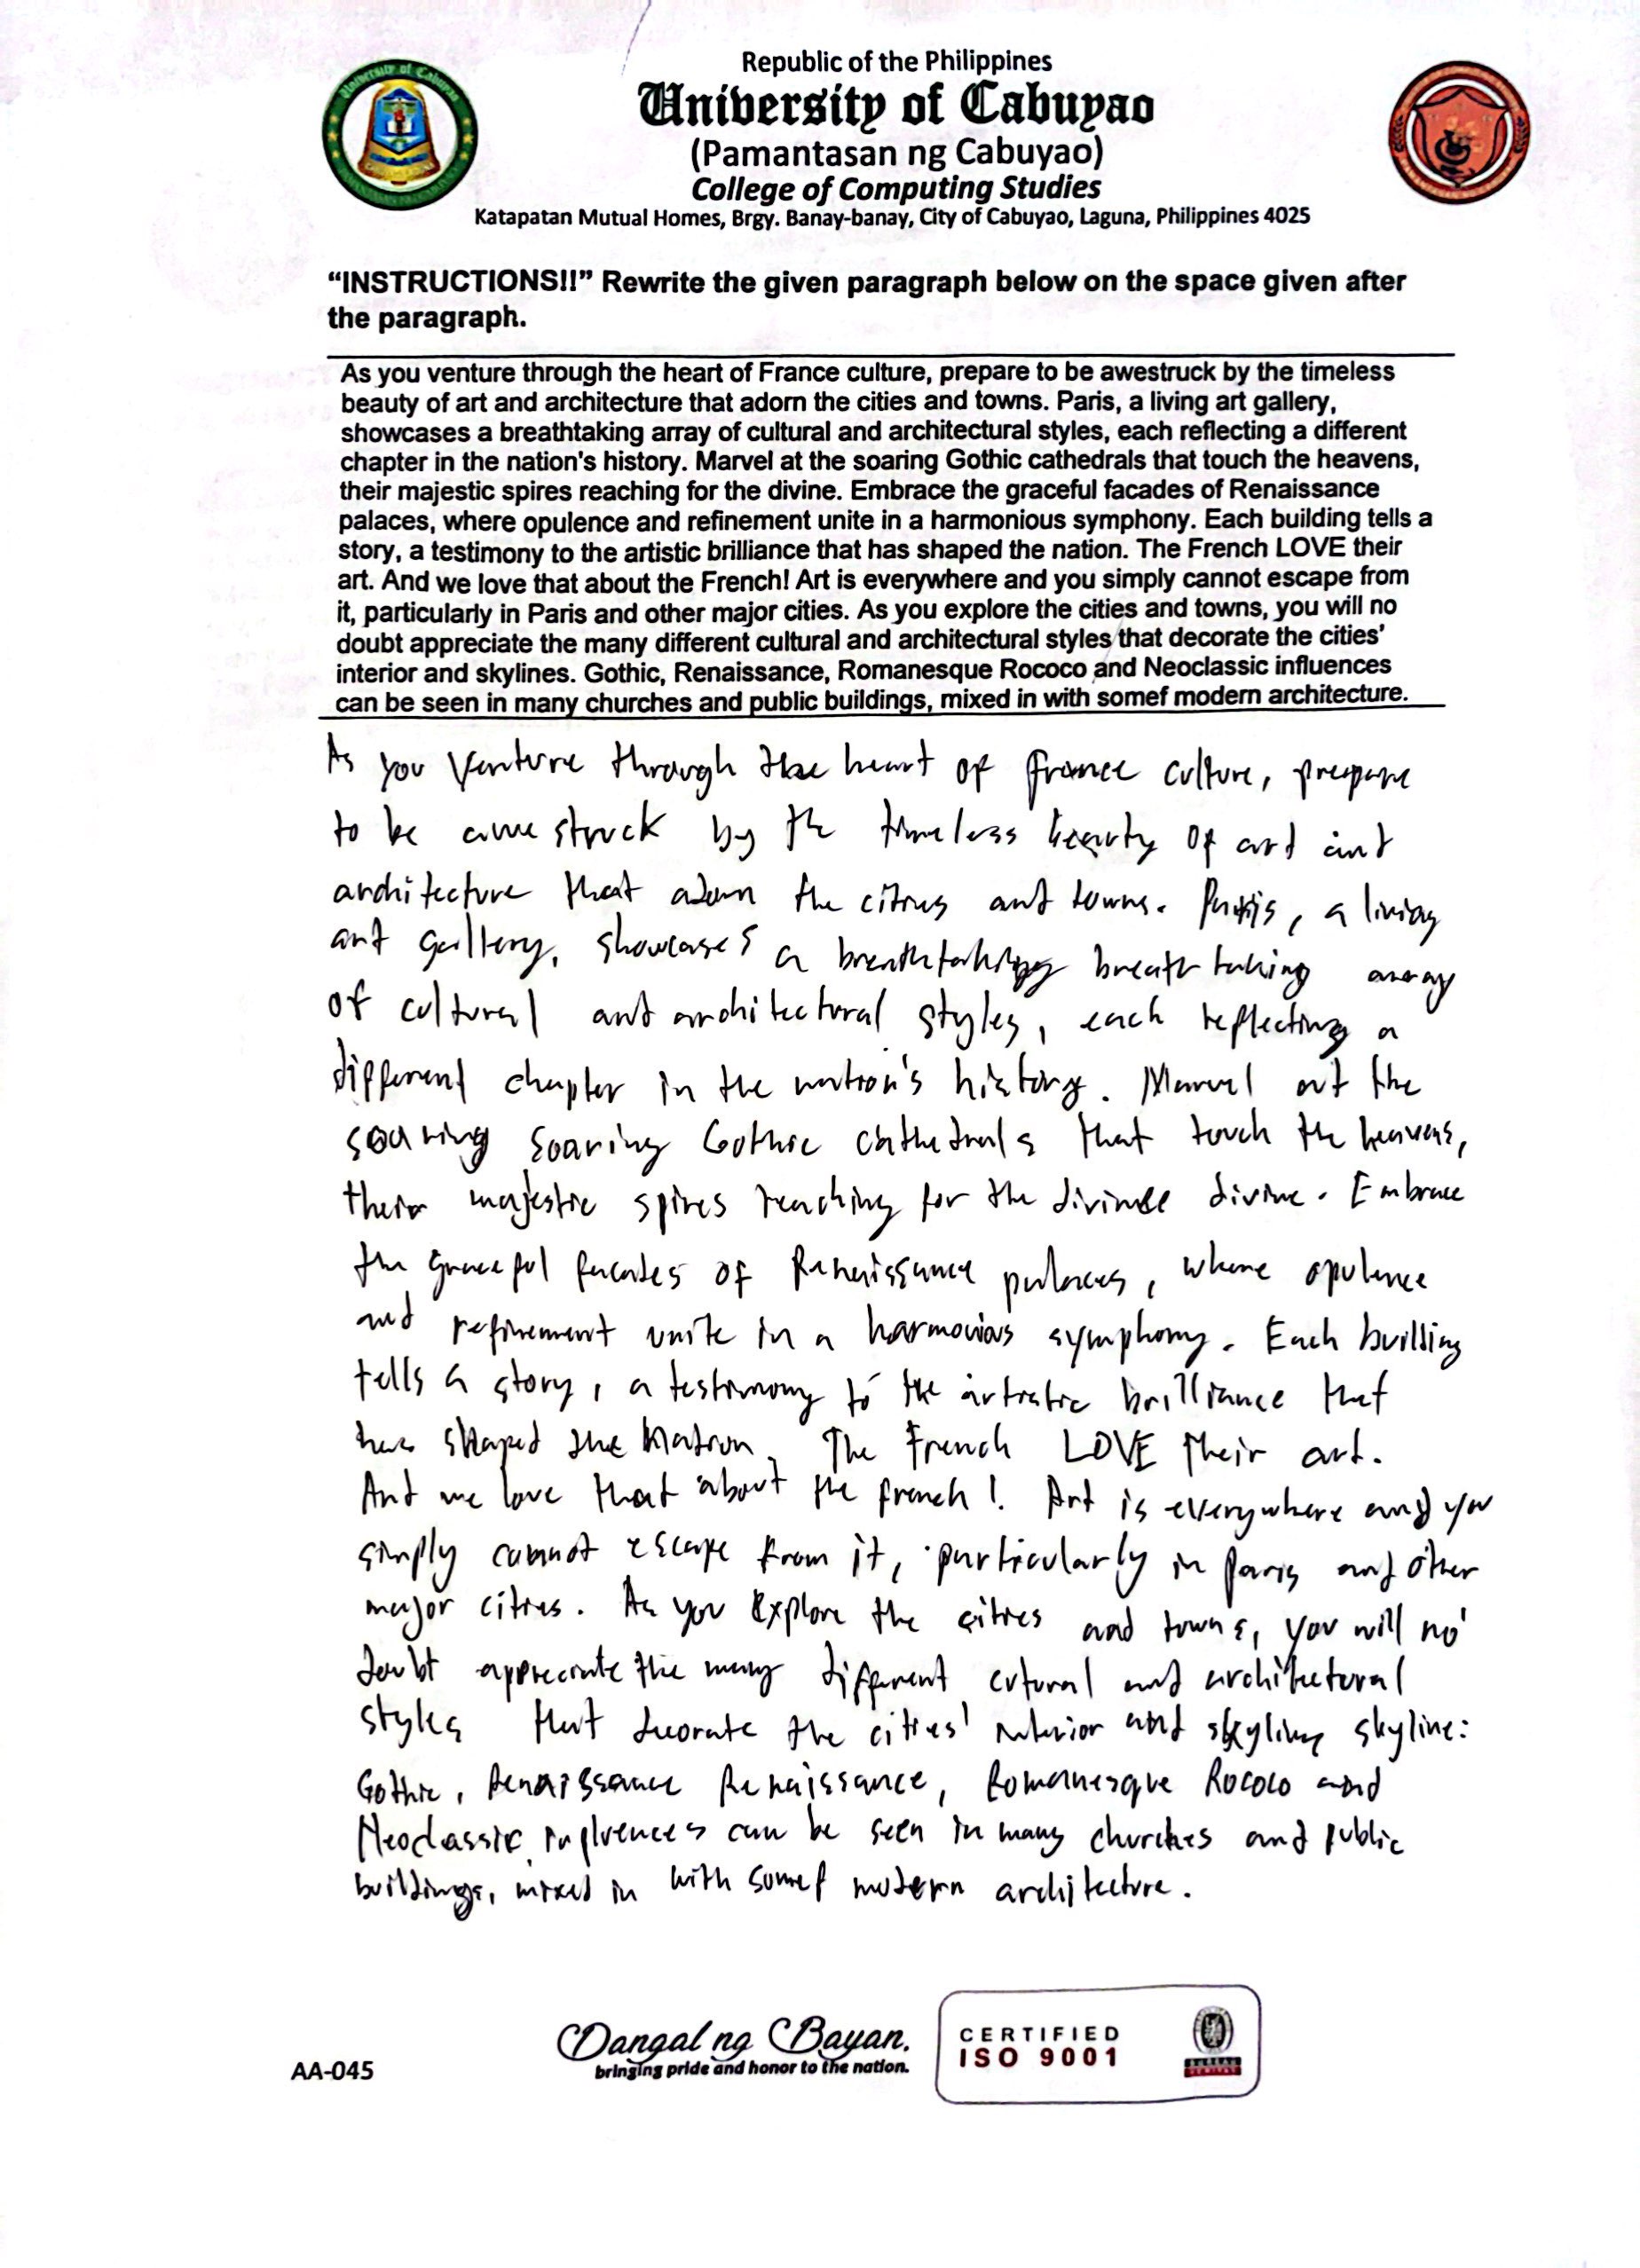 Republic of the Philippines
University of Cabuyao
(Pamantasan ng Cabuyao)
College of Computing Studies
Katapatan Mutual Homes, Brgy. Banay-banay, City of Cabuyao, Laguna, Philippines 4025
“INSTRUCTIONS!!” Rewrite the given paragraph below on the space given after
the paragraph.
As you venture through the heart of France culture, prepare to be awestruck by the timeless
beauty of art and architecture that adorn the cities and towns. Paris, a living art gallery,
showcases a breathtaking array of cultural and architectural styles, each reflecting a different
chapter in the nation's history. Marvel at the soaring Gothic cathedrals that touch the heavens,
their majestic spires reaching for the divine. Embrace the graceful facades of Renaissance
palaces, where opulence and refinement unite in a harmonious symphony. Each building tells a
story, a testimony to the artistic brilliance that has shaped the nation. The French LOVE their
art. And we love that about the French! Art is everywhere and you simply cannot escape from
it, particularly in Paris and other major cities. As you explore the cities and towns, you will no
doubt appreciate the many different cultural and architectural styles that decorate the cities'
interior and skylines. Gothic, Renaissance, Romanesque Rococo and Neoclassic influences
can be seen in many churches and public buildings, mixed in with somef modern architecture.
As you venture through the heart of france culture, prepare
to be awestruck by the timeless beauty of art and
architecture that adorn the cities and towns. Paris, a living
art gallery, showcases a breathtaking breathtaking array
of cultural and architectural styles, each reflecting a
different chapter in the nation's history. Marvel at the
soaring soaring Gothic cathedrals that touch the heavens,
their majestic spires reaching for the divine divine. Embrace
the graceful facades of Renaissance palaces, where opulence
and refinement unite in a harmonious symphony. Each building
tells a story, a testimony to the artistic brilliance that
has shaped the nation. The French LOVE their art.
And we love that about the french! Art is everywhere and you
simply cannot escape from it, particularly in paris and other
major cities. As you explore the cities and towns, you will no
doubt appreciate the many different cutural and architectural
styles that decorate the cities' interior and skyline skyline.
Gothic, Renaissance Renaissance, Romanesque Rococo and
Neoclassic influences can be seen in many churches and public
buildings, mixed in with somef modern architecture.
Dangal ng Bayan.
bringing pride and honor to the nation.
CERTIFIED
ISO 9001
AA-045